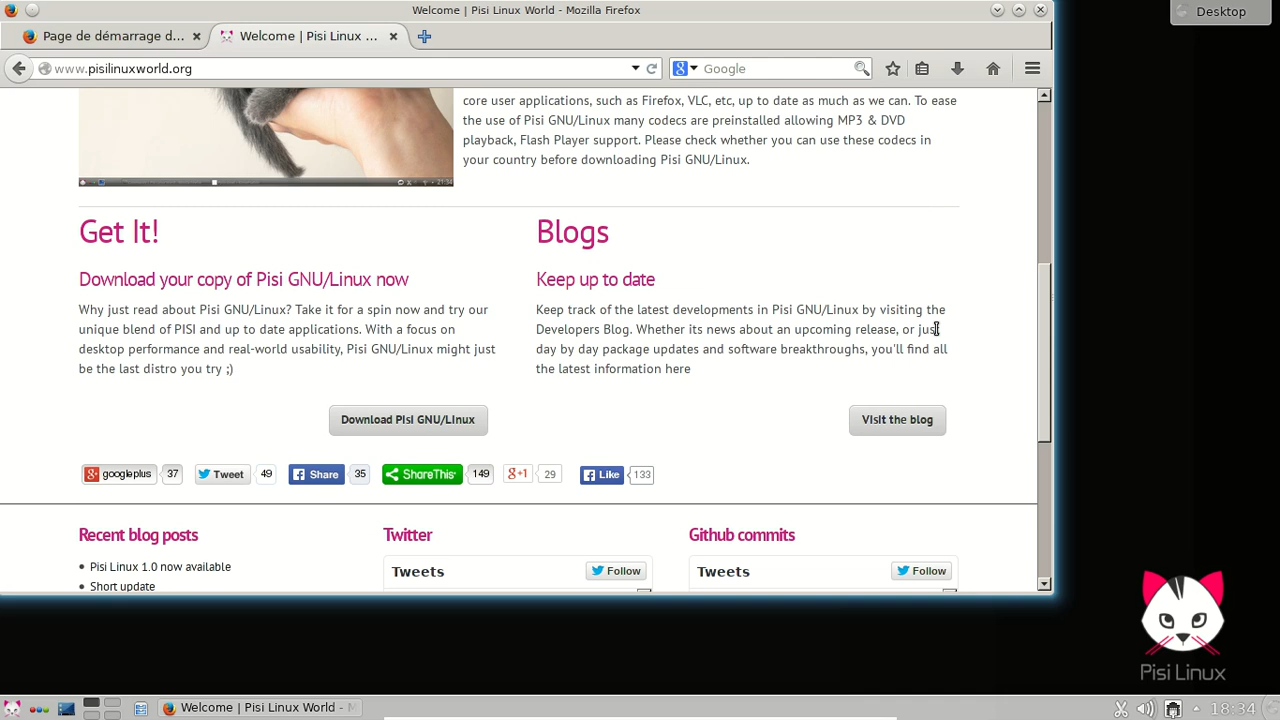 Welcome | Pisi Linux World - Mozilla Firefox
Desktop
Page de démarrage d...
Welcome | Pisi Linux ...
www.pisilinuxworld.org
Google
core user applications, such as Firefox, VLC, etc, up to date as much as we can. To ease
the use of Pisi GNU/Linux many codecs are preinstalled allowing MP3 & DVD
playback, Flash Player support. Please check whether you can use these codecs in
your country before downloading Pisi GNU/Linux.
21:34
Get It!
Download your copy of Pisi GNU/Linux now
Why just read about Pisi GNU/Linux? Take it for a spin now and try our
unique blend of PISI and up to date applications. With a focus on
desktop performance and real-world usability, Pisi GNU/Linux might just
be the last distro you try ;)
Download Pisi GNU/Linux
Blogs
Keep up to date
Keep track of the latest developments in Pisi GNU/Linux by visiting the
Developers Blog. Whether its news about an upcoming release, or just
day by day package updates and software breakthroughs, you'll find all
the latest information here
Visit the blog
googleplus 37 Tweet 49 Share 35 ShareThis 149 g+1 29 Like 133
Recent blog posts
Pisi Linux 1.0 now available
Short update
Twitter
Tweets
Follow
Github commits
Tweets
Follow
Pisi Linux
Welcome | Pisi Linux World - M
18:34